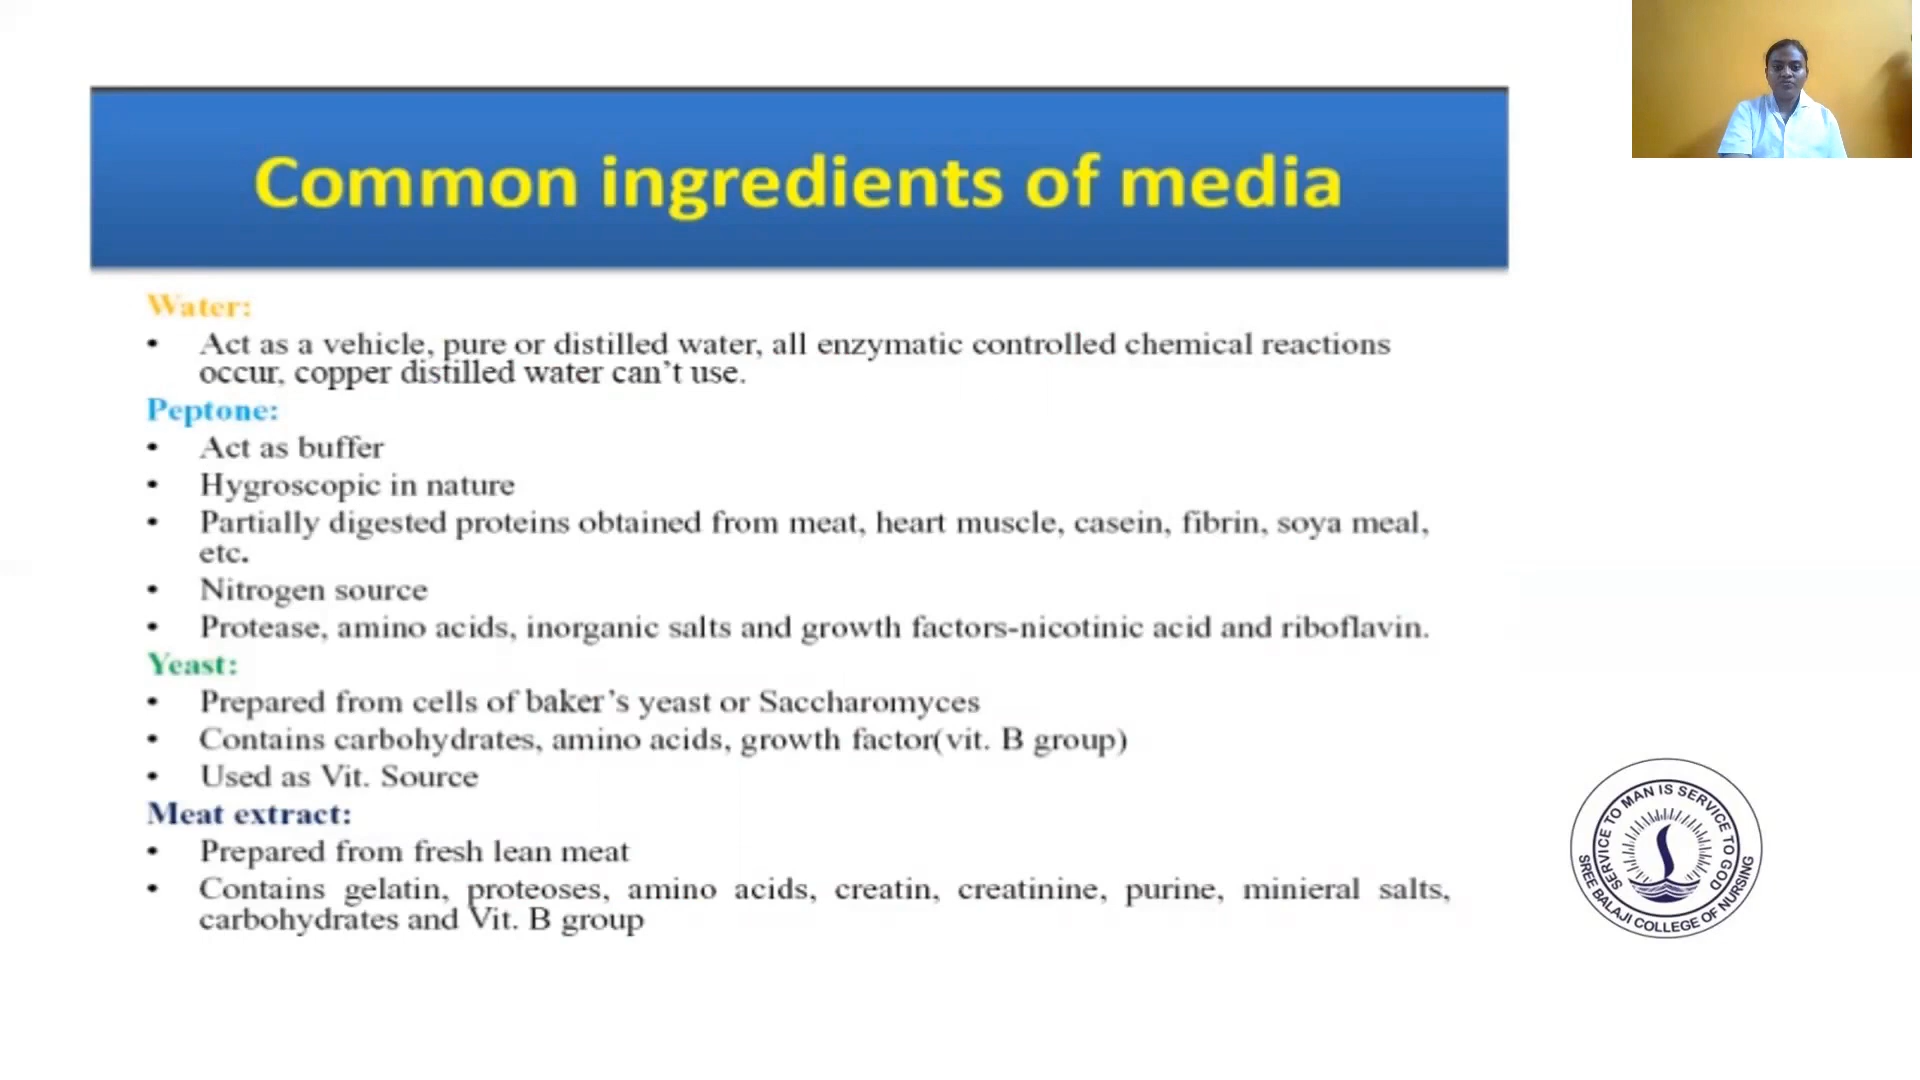 Common ingredients of media
Water:
• Act as a vehicle, pure or distilled water, all enzymatic controlled chemical reactions
occur, copper distilled water can’t use.
Peptone:
• Act as buffer
• Hygroscopic in nature
• Partially digested proteins obtained from meat, heart muscle, casein, fibrin, soya meal,
etc.
• Nitrogen source
• Protease, amino acids, inorganic salts and growth factors-nicotinic acid and riboflavin.
Yeast:
• Prepared from cells of baker’s yeast or Saccharomyces
• Contains carbohydrates, amino acids, growth factor(vit. B group)
• Used as Vit. Source
Meat extract:
• Prepared from fresh lean meat
• Contains gelatin, proteoses, amino acids, creatin, creatinine, purine, minieral salts,
carbohydrates and Vit. B group
SERVICE TO MAN IS SERVICE TO GOD
SREE BALAJI COLLEGE OF NURSING